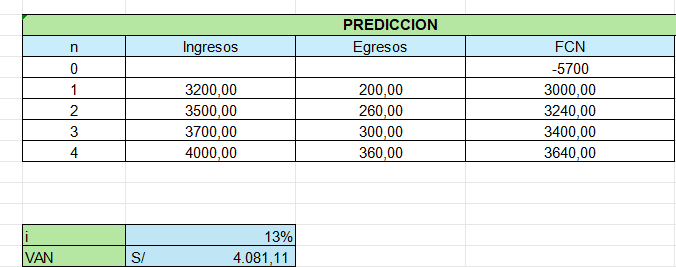 PREDICCION
n Ingresos Egresos FCN
0 -5700
1 3200,00 200,00 3000,00
2 3500,00 260,00 3240,00
3 3700,00 300,00 3400,00
4 4000,00 360,00 3640,00
i 13%
VAN S/ 4.081,11